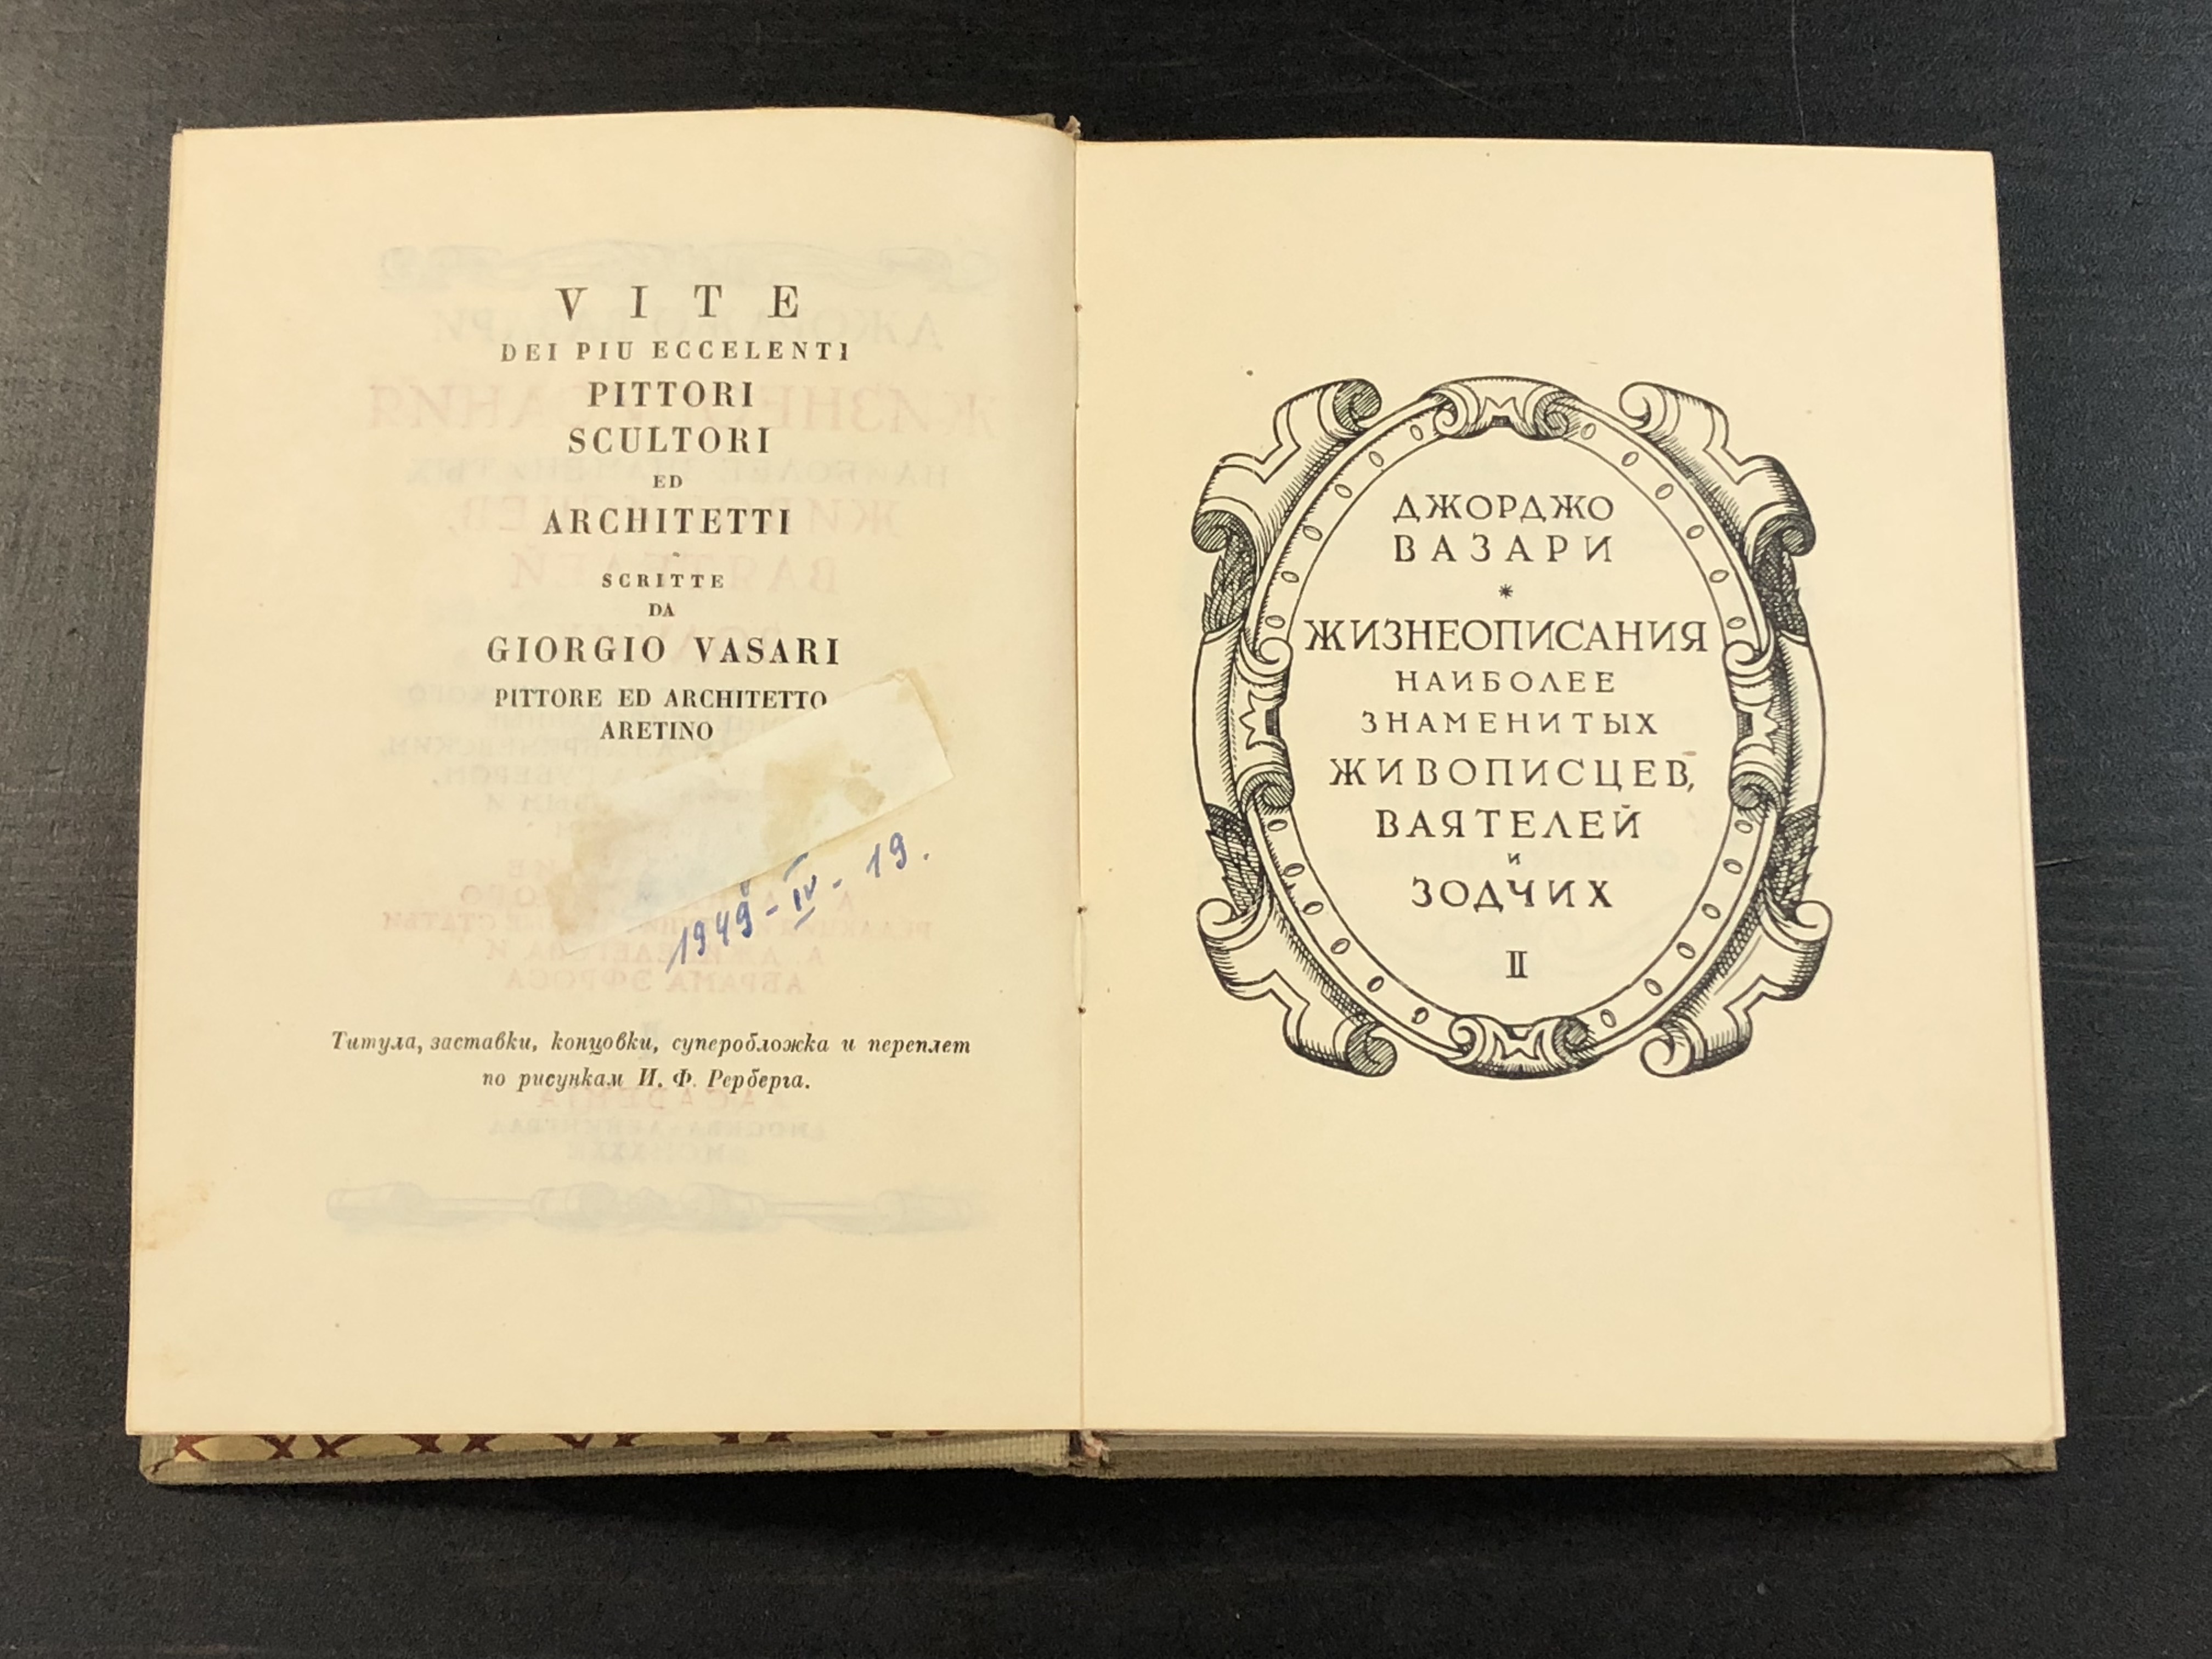 VITE
DEI PIU ECCELENTI
PITTORI
SCULTORI
ED
ARCHITETTI
SCRITTE
DA
GIORGIO VASARI
PITTORE ED ARCHITETTO
ARETINO
1949-IV-19.
Титула, заставки, концовки, суперобложка и переплет
по рисункам И. Ф. Рерберга.
ДЖОРДЖО
ВАЗАРИ
*
ЖИЗНЕОПИСАНИЯ
НАИБОЛЕЕ
ЗНАМЕНИТЫХ
ЖИВОПИСЦЕВ,
ВАЯТЕЛЕЙ
И
ЗОДЧИХ
II